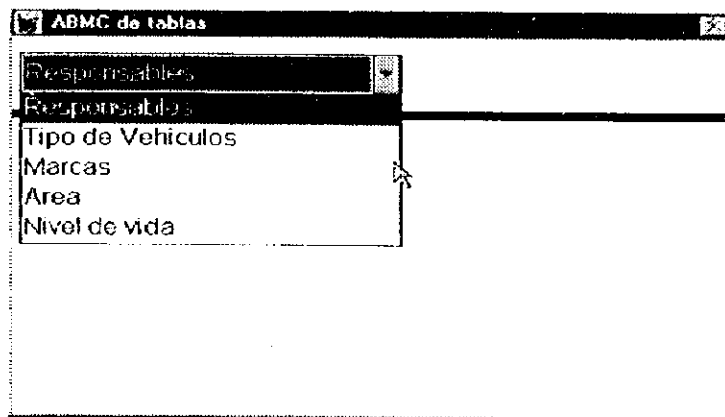 ABMC de tablas
Responsables
Responsables
Tipo de Vehiculos
Marcas
Area
Nivel de vida